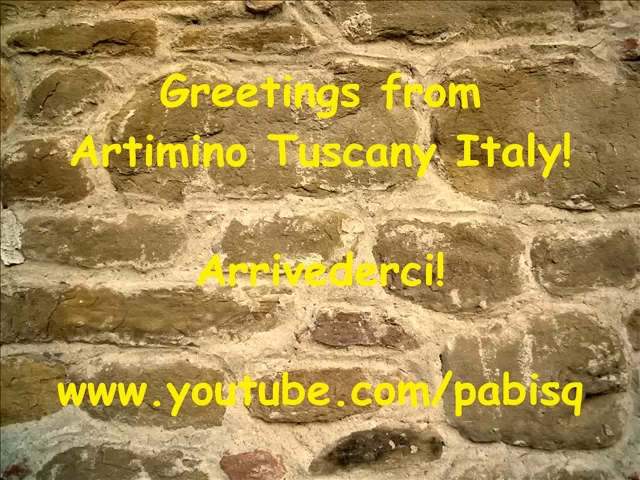 Greetings from
Artimino Tuscany Italy!
Arrivederci!
www.youtube.com/pabisq